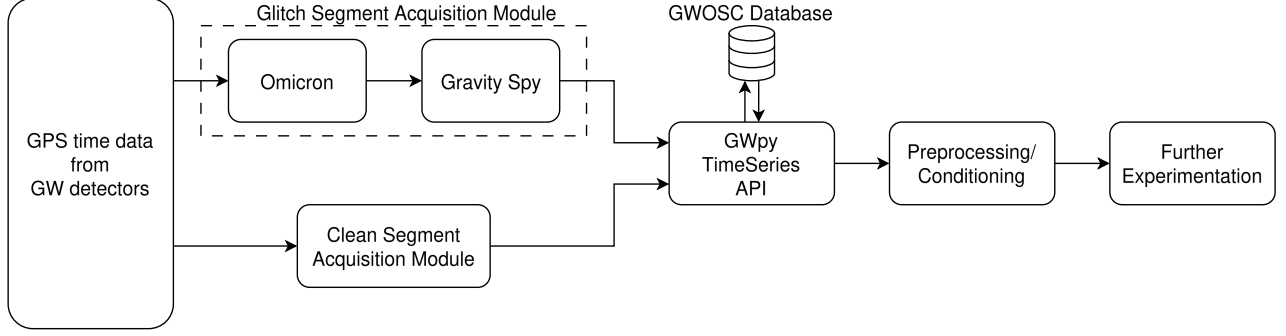 Glitch Segment Acquisition Module
GWOSC Database
Omicron
Gravity Spy
GPS time data
from
GW detectors
GWpy
TimeSeries
API
Preprocessing/
Conditioning
Further
Experimentation
Clean Segment
Acquisition Module